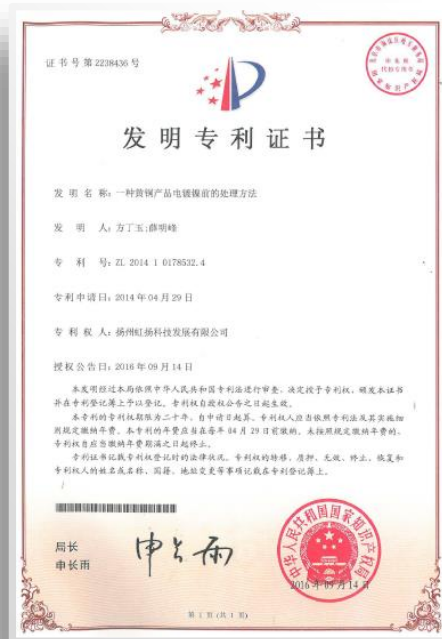 证书号第2238436号
发明专利证书
发 明 名 称：一种黄铜产品电镀镍前的处理方法
发 明 人：方丁玉;薛明峰
专 利 号：ZL 2014 1 0178532.4
专利申请日：2014年04月29日
专 利 权 人：扬州虹扬科技发展有限公司
授权公告日：2016年09月14日
本发明经过本局依照中华人民共和国专利法进行审查，决定授予专利权，颁发本证书
并在专利登记簿上予以登记。专利权自授权公告之日起生效。
本专利的专利权期限为二十年，自申请日起算。专利权人应当依照专利法及其实施细
则规定缴纳年费。本专利的年费应当在每年04月29日前缴纳。未按照规定缴纳年费的，
专利权自应当缴纳年费期满之日起终止。
专利证书记载专利权登记时的法律状况。专利权的转移、质押、无效、终止、恢复和
专利权人的姓名或名称、国籍、地址变更等事项记载在专利登记簿上。
局长
申长雨
申长雨
中华人民共和国国家知识产权局
2016年09月14日
第 1 页 (共 1 页)